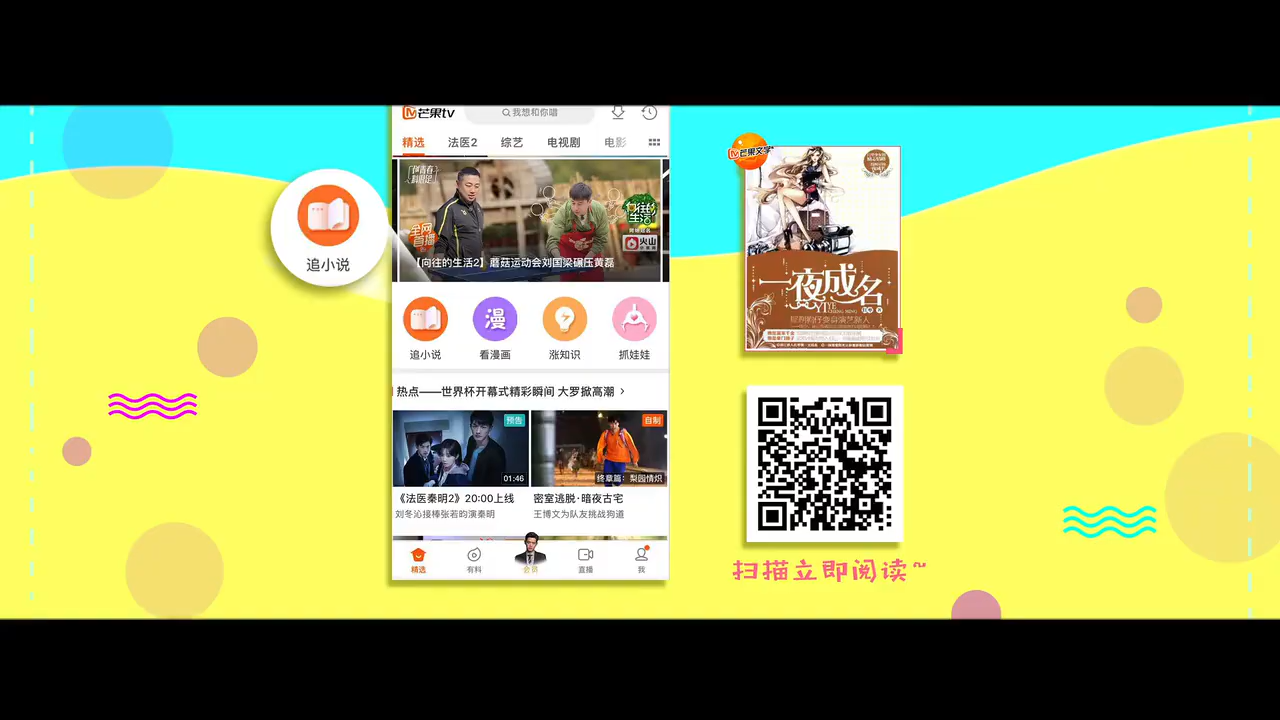 芒果tv
我想和你唱
精选 法医2 综艺 电视剧 电影
全网首播
向往的生活
火山
【向往的生活2】蘑菇运动会刘国梁碾压黄磊
追小说
追小说 看漫画 涨知识 抓娃娃
热点——世界杯开幕式精彩瞬间 大罗掀高潮
预告
01:46
自制
终章篇：梨园情炽
《法医秦明2》20:00上线
刘冬沁接棒张若昀演秦明
密室逃脱·暗夜古宅
王博文为队友挑战狗道
精选 有料 会员 直播 我
芒果文学
一夜成名
YI YE
CHENG MING
扫描立即阅读~